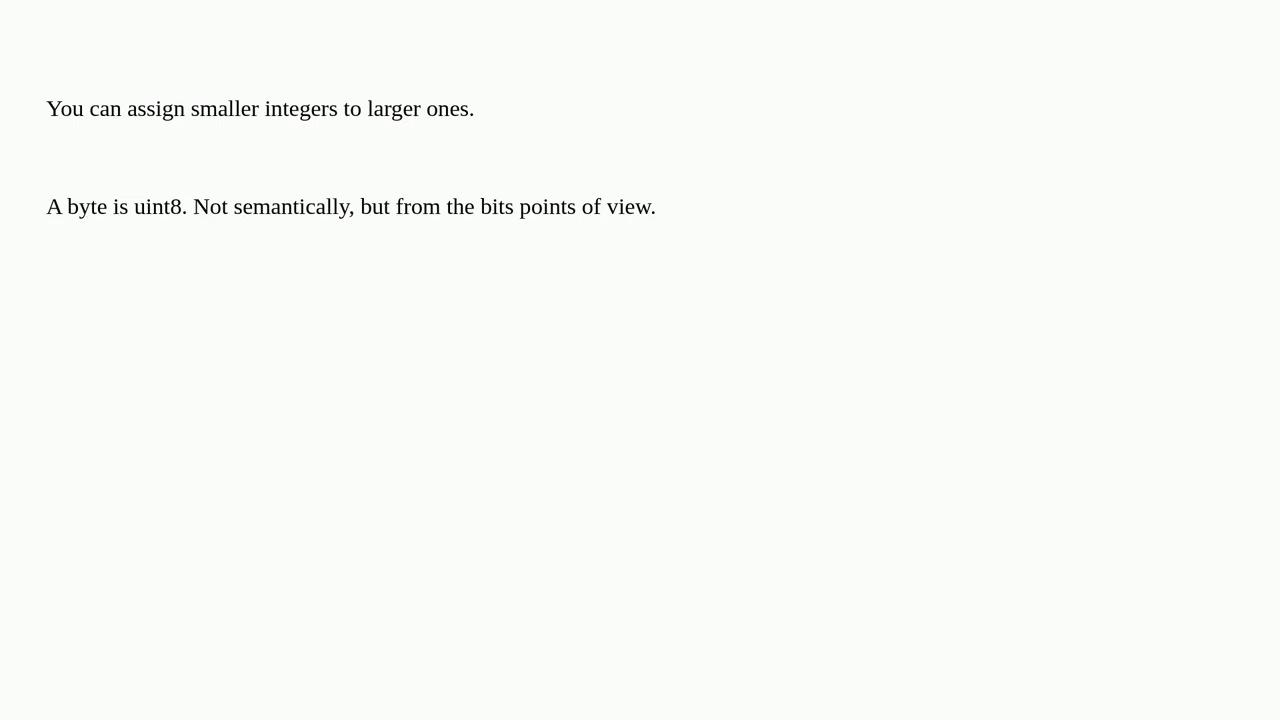 You can assign smaller integers to larger ones.
A byte is uint8. Not semantically, but from the bits points of view.